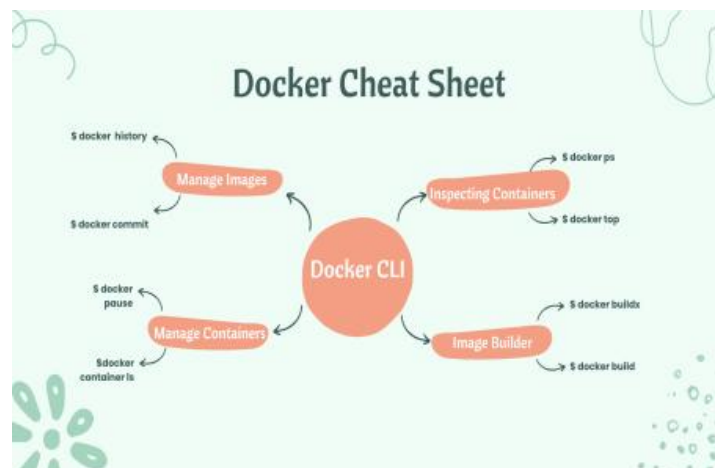 Docker Cheat Sheet
$ docker history
Manage Images
$ docker commit
$ docker ps
Inspecting Containers
$ docker top
Docker CLI
$ docker
pause
Manage Containers
$docker
container ls
$ docker buildx
Image Builder
$ docker build